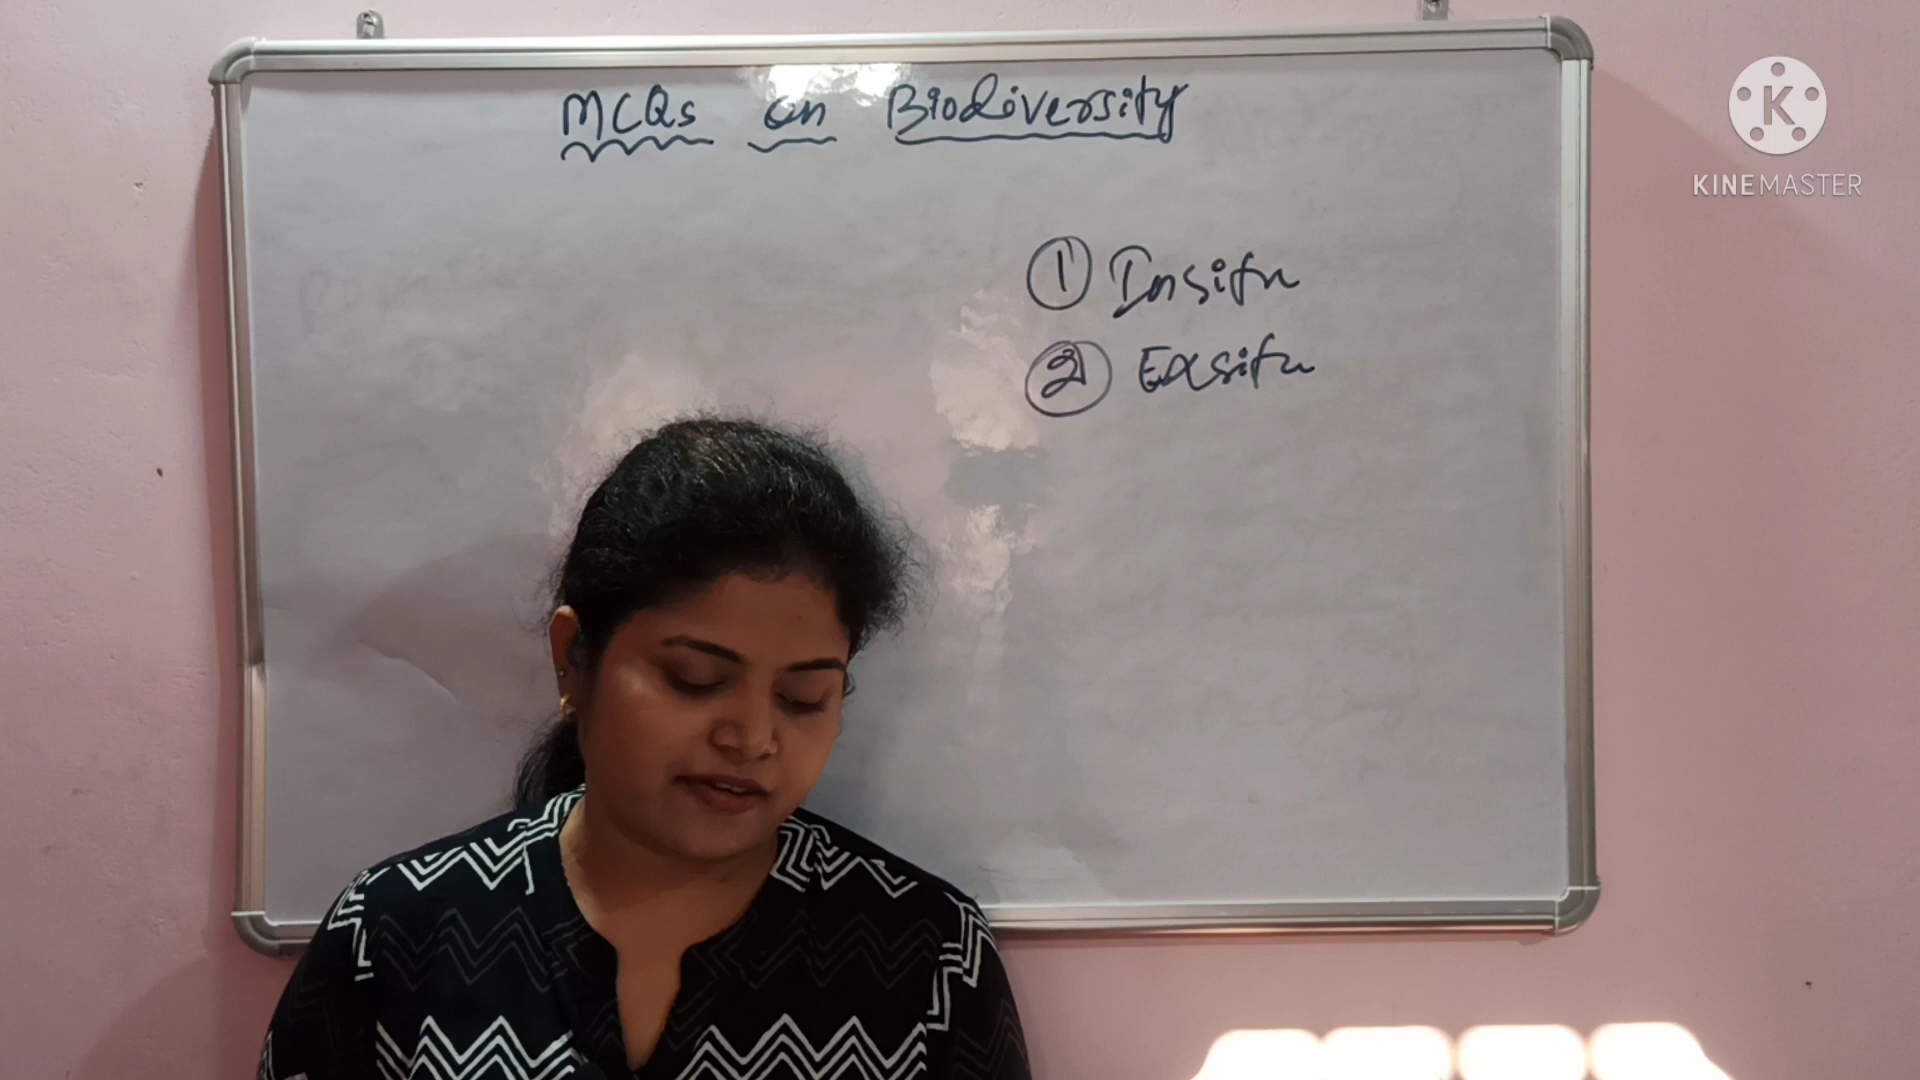 MCQs on Biodiversity
K
KINEMASTER
① Insitu
② Exsitu